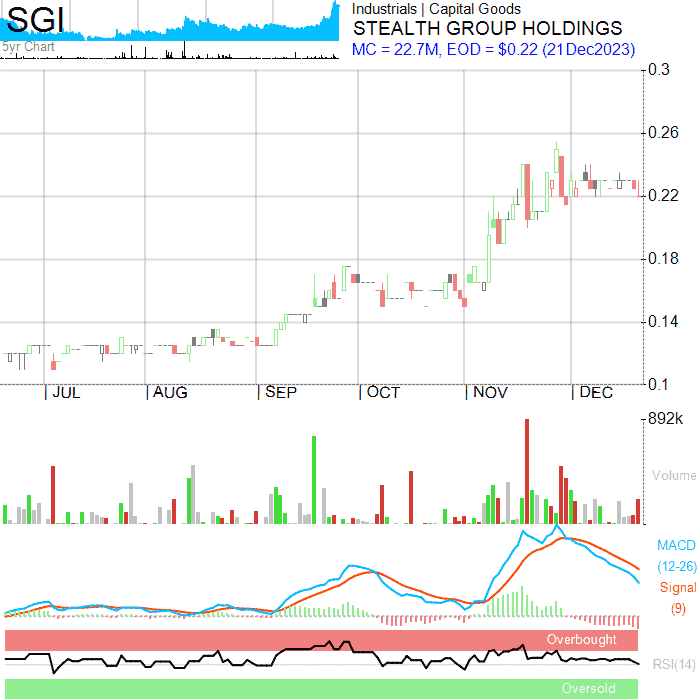 SGI
5yr Chart
Industrials | Capital Goods
STEALTH GROUP HOLDINGS
MC = 22.7M, EOD = $0.22 (21Dec2023)
0.3
0.26
0.22
0.18
0.14
0.1
JUL AUG SEP OCT NOV DEC
892k
Volume
MACD
(12-26)
Signal
(9)
Overbought
RSI(14)
Oversold